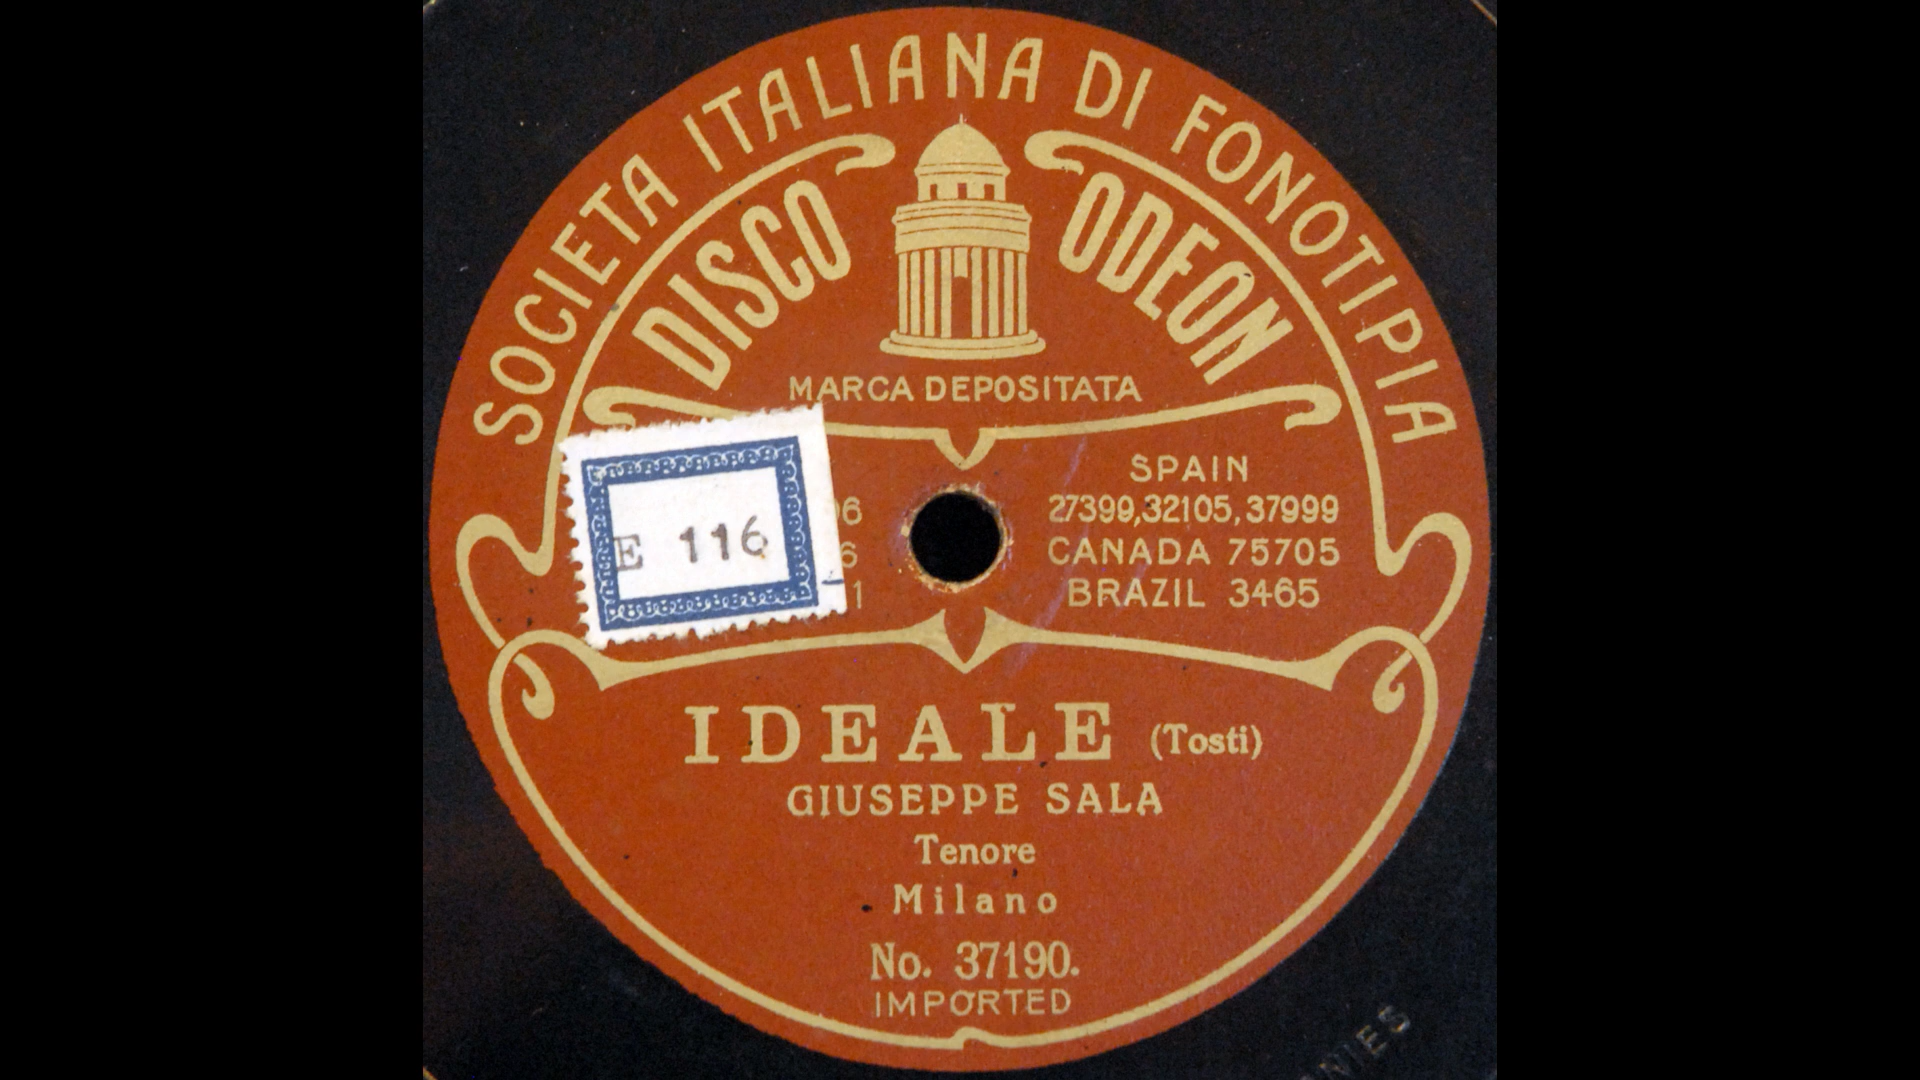 SOCIETA ITALIANA DI FONOTIPIA
DISCO ODEON
MARCA DEPOSITATA
E 116
SPAIN
27399,32105,37999
CANADA 75705
BRAZIL 3465
IDEALE (Tosti)
GIUSEPPE SALA
Tenore
Milano
No. 37190.
IMPORTED